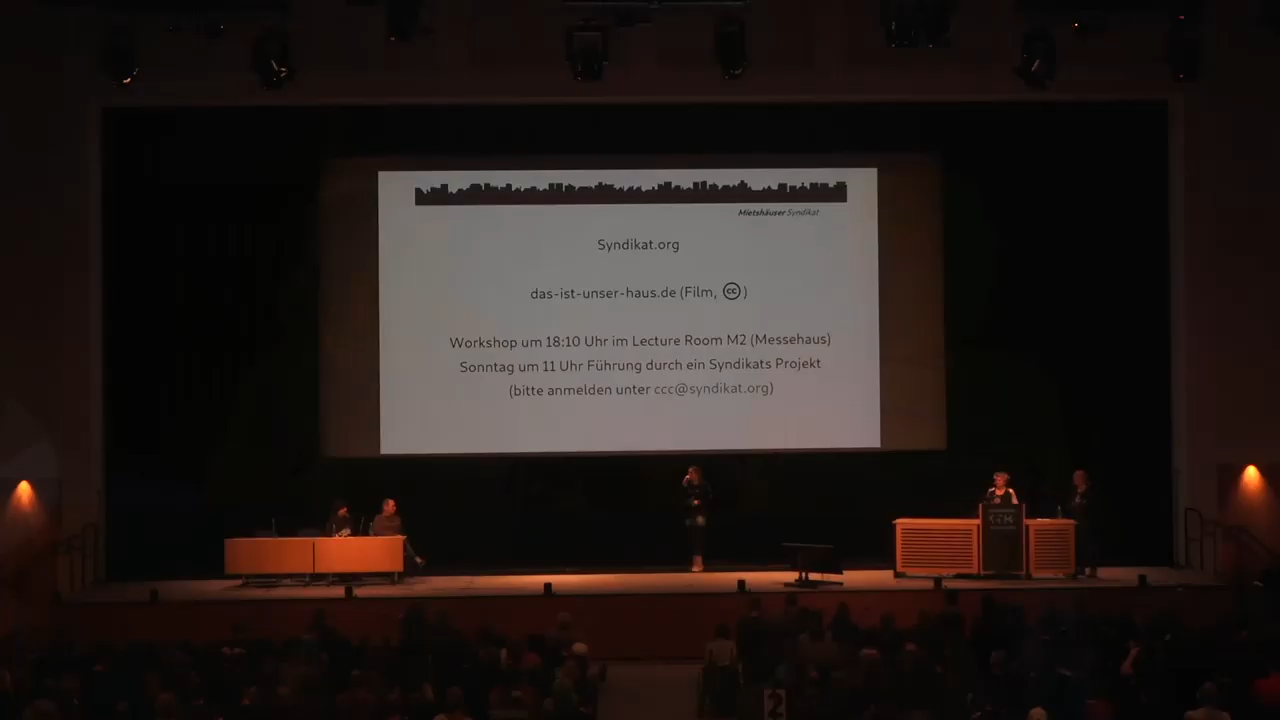 Mietshäuser Syndikat
Syndikat.org
das-ist-unser-haus.de (Film, cc)
Workshop um 18:10 Uhr im Lecture Room M2 (Messehaus)
Sonntag um 11 Uhr Führung durch ein Syndikats Projekt
(bitte anmelden unter ccc@syndikat.org)
2